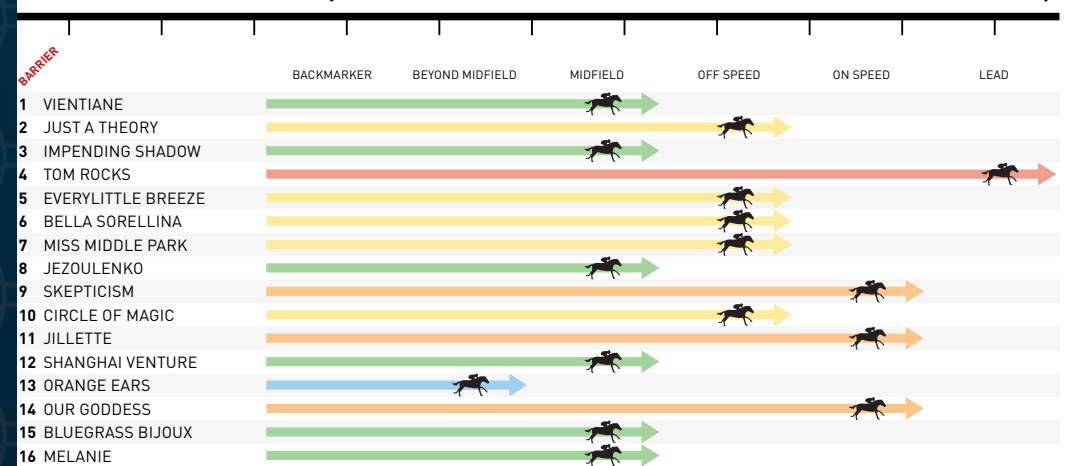 BARRIER
BACKMARKER BEYOND MIDFIELD MIDFIELD OFF SPEED ON SPEED LEAD
1 VIENTIANE
2 JUST A THEORY
3 IMPENDING SHADOW
4 TOM ROCKS
5 EVERYLITTLE BREEZE
6 BELLA SORELLINA
7 MISS MIDDLE PARK
8 JEZOULENKO
9 SKEPTICISM
10 CIRCLE OF MAGIC
11 JILLETTE
12 SHANGHAI VENTURE
13 ORANGE EARS
14 OUR GODDESS
15 BLUEGRASS BIJOUX
16 MELANIE